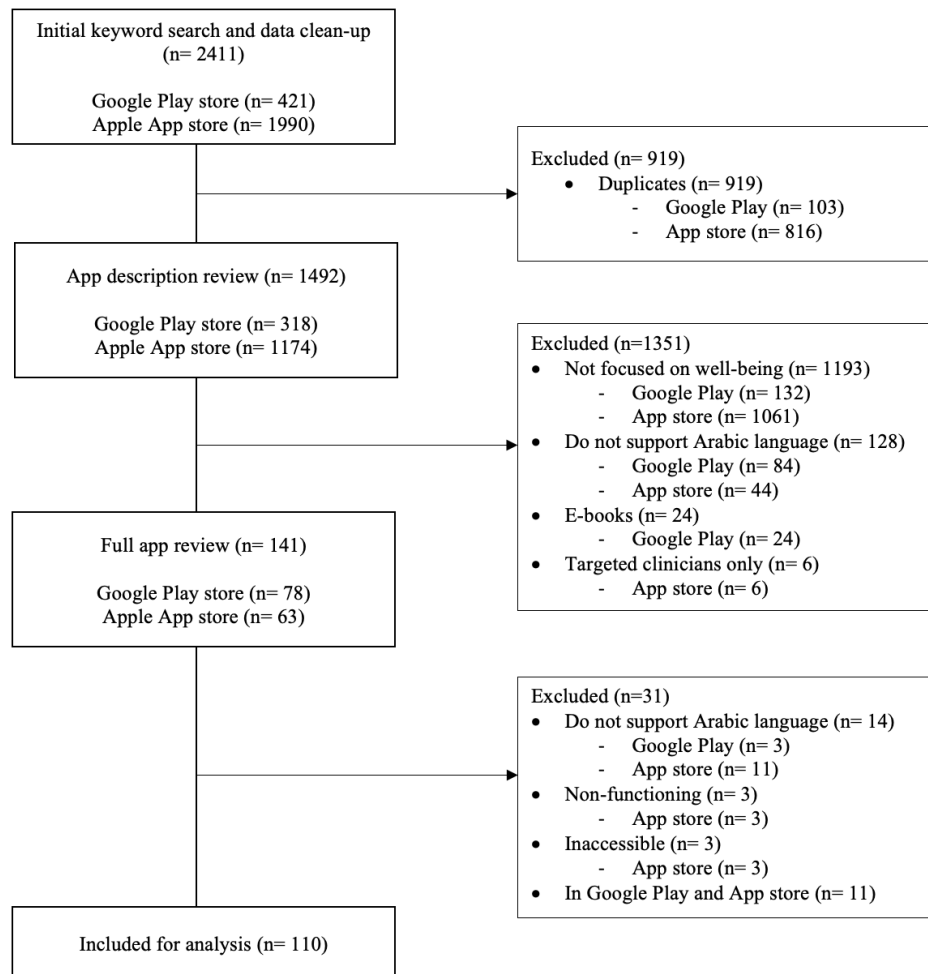 Initial keyword search and data clean-up
(n= 2411)
Google Play store (n= 421)
Apple App store (n= 1990)
Excluded (n= 919)
• Duplicates (n= 919)
- Google Play (n= 103)
- App store (n= 816)
App description review (n= 1492)
Google Play store (n= 318)
Apple App store (n= 1174)
Excluded (n=1351)
• Not focused on well-being (n= 1193)
- Google Play (n= 132)
- App store (n= 1061)
• Do not support Arabic language (n= 128)
- Google Play (n= 84)
- App store (n= 44)
• E-books (n= 24)
- Google Play (n= 24)
• Targeted clinicians only (n= 6)
- App store (n= 6)
Full app review (n= 141)
Google Play store (n= 78)
Apple App store (n= 63)
Excluded (n=31)
• Do not support Arabic language (n= 14)
- Google Play (n= 3)
- App store (n= 11)
• Non-functioning (n= 3)
- App store (n= 3)
• Inaccessible (n= 3)
- App store (n= 3)
• In Google Play and App store (n= 11)
Included for analysis (n= 110)